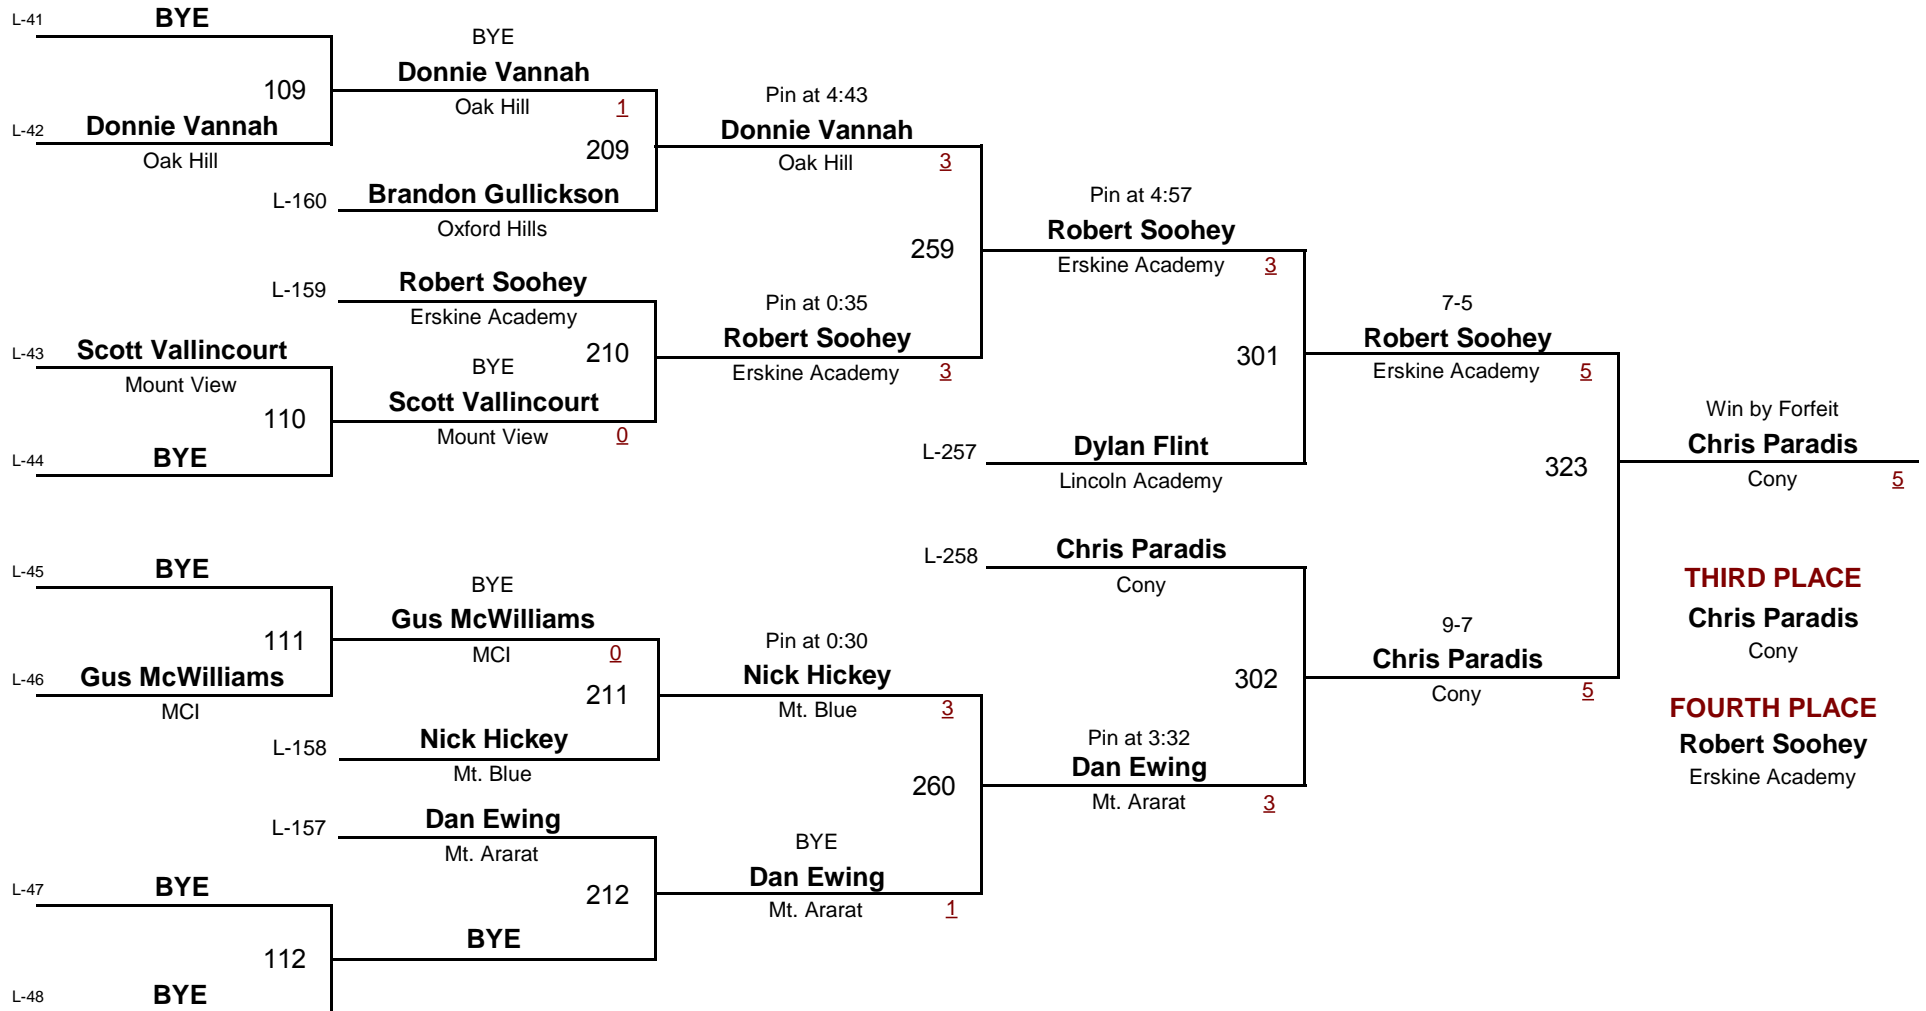 L-41 BYE
109
L-42 Donnie Vannah
Oak Hill
L-43 Scott Vallincourt
Mount View
110
L-44 BYE
L-45 BYE
111
L-46 Gus McWilliams
MCI
L-47 BYE
112
L-48 BYE
BYE
Donnie Vannah
Oak Hill 1
209
L-160 Brandon Gullickson
Oxford Hills
L-159 Robert Soohey
Erskine Academy
210
BYE
Scott Vallincourt
Mount View 0
BYE
Gus McWilliams
MCI 0
211
L-158 Nick Hickey
Mt. Blue
L-157 Dan Ewing
Mt. Ararat
212
BYE
Pin at 4:43
Donnie Vannah
Oak Hill 3
259
Pin at 0:35
Robert Soohey
Erskine Academy 3
Pin at 0:30
Nick Hickey
Mt. Blue 3
260
BYE
Dan Ewing
Mt. Ararat 1
Pin at 4:57
Robert Soohey
Erskine Academy 3
301
L-257 Dylan Flint
Lincoln Academy
L-258 Chris Paradis
Cony
302
Pin at 3:32
Dan Ewing
Mt. Ararat 3
7-5
Robert Soohey
Erskine Academy 5
323
9-7
Chris Paradis
Cony 5
Win by Forfeit
Chris Paradis
Cony 5
THIRD PLACE
Chris Paradis
Cony
FOURTH PLACE
Robert Soohey
Erskine Academy